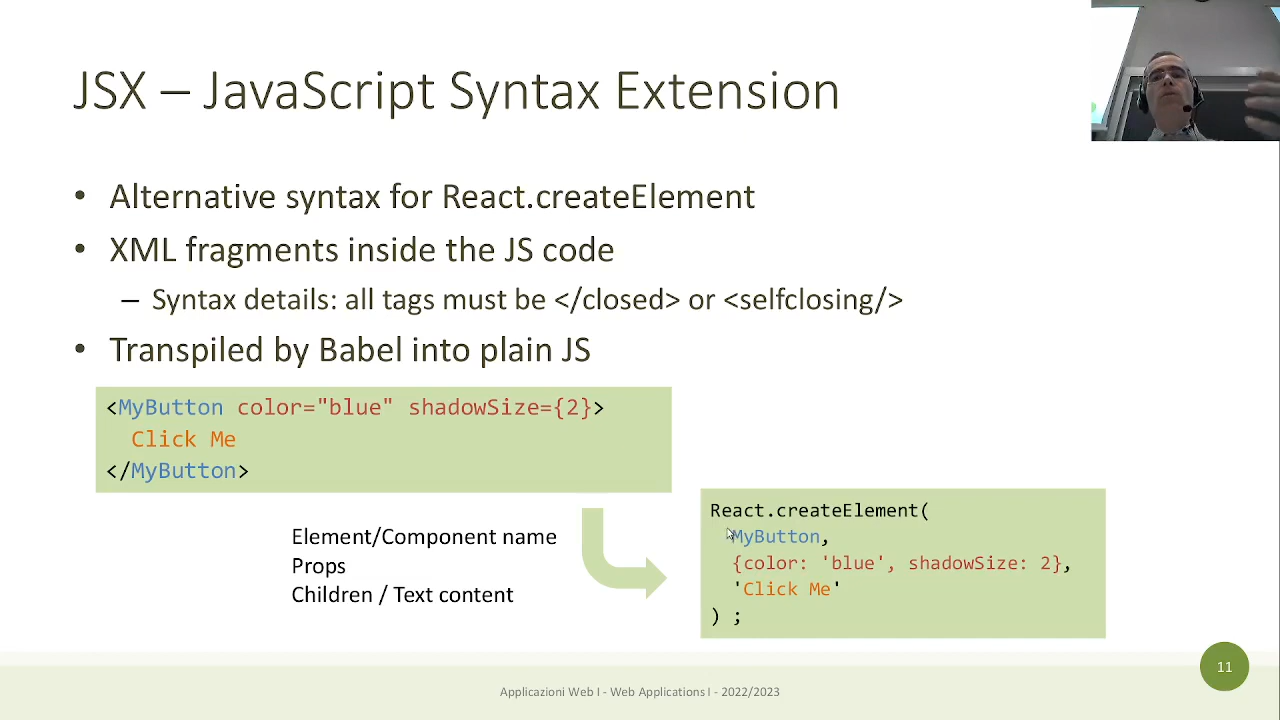 JSX – JavaScript Syntax Extension
• Alternative syntax for React.createElement
• XML fragments inside the JS code
– Syntax details: all tags must be </closed> or <selfclosing/>
• Transpiled by Babel into plain JS
<MyButton color="blue" shadowSize={2}>
Click Me
</MyButton>
Element/Component name
Props
Children / Text content
React.createElement(
MyButton,
{color: 'blue', shadowSize: 2},
'Click Me'
) ;
11
Applicazioni Web I - Web Applications I - 2022/2023